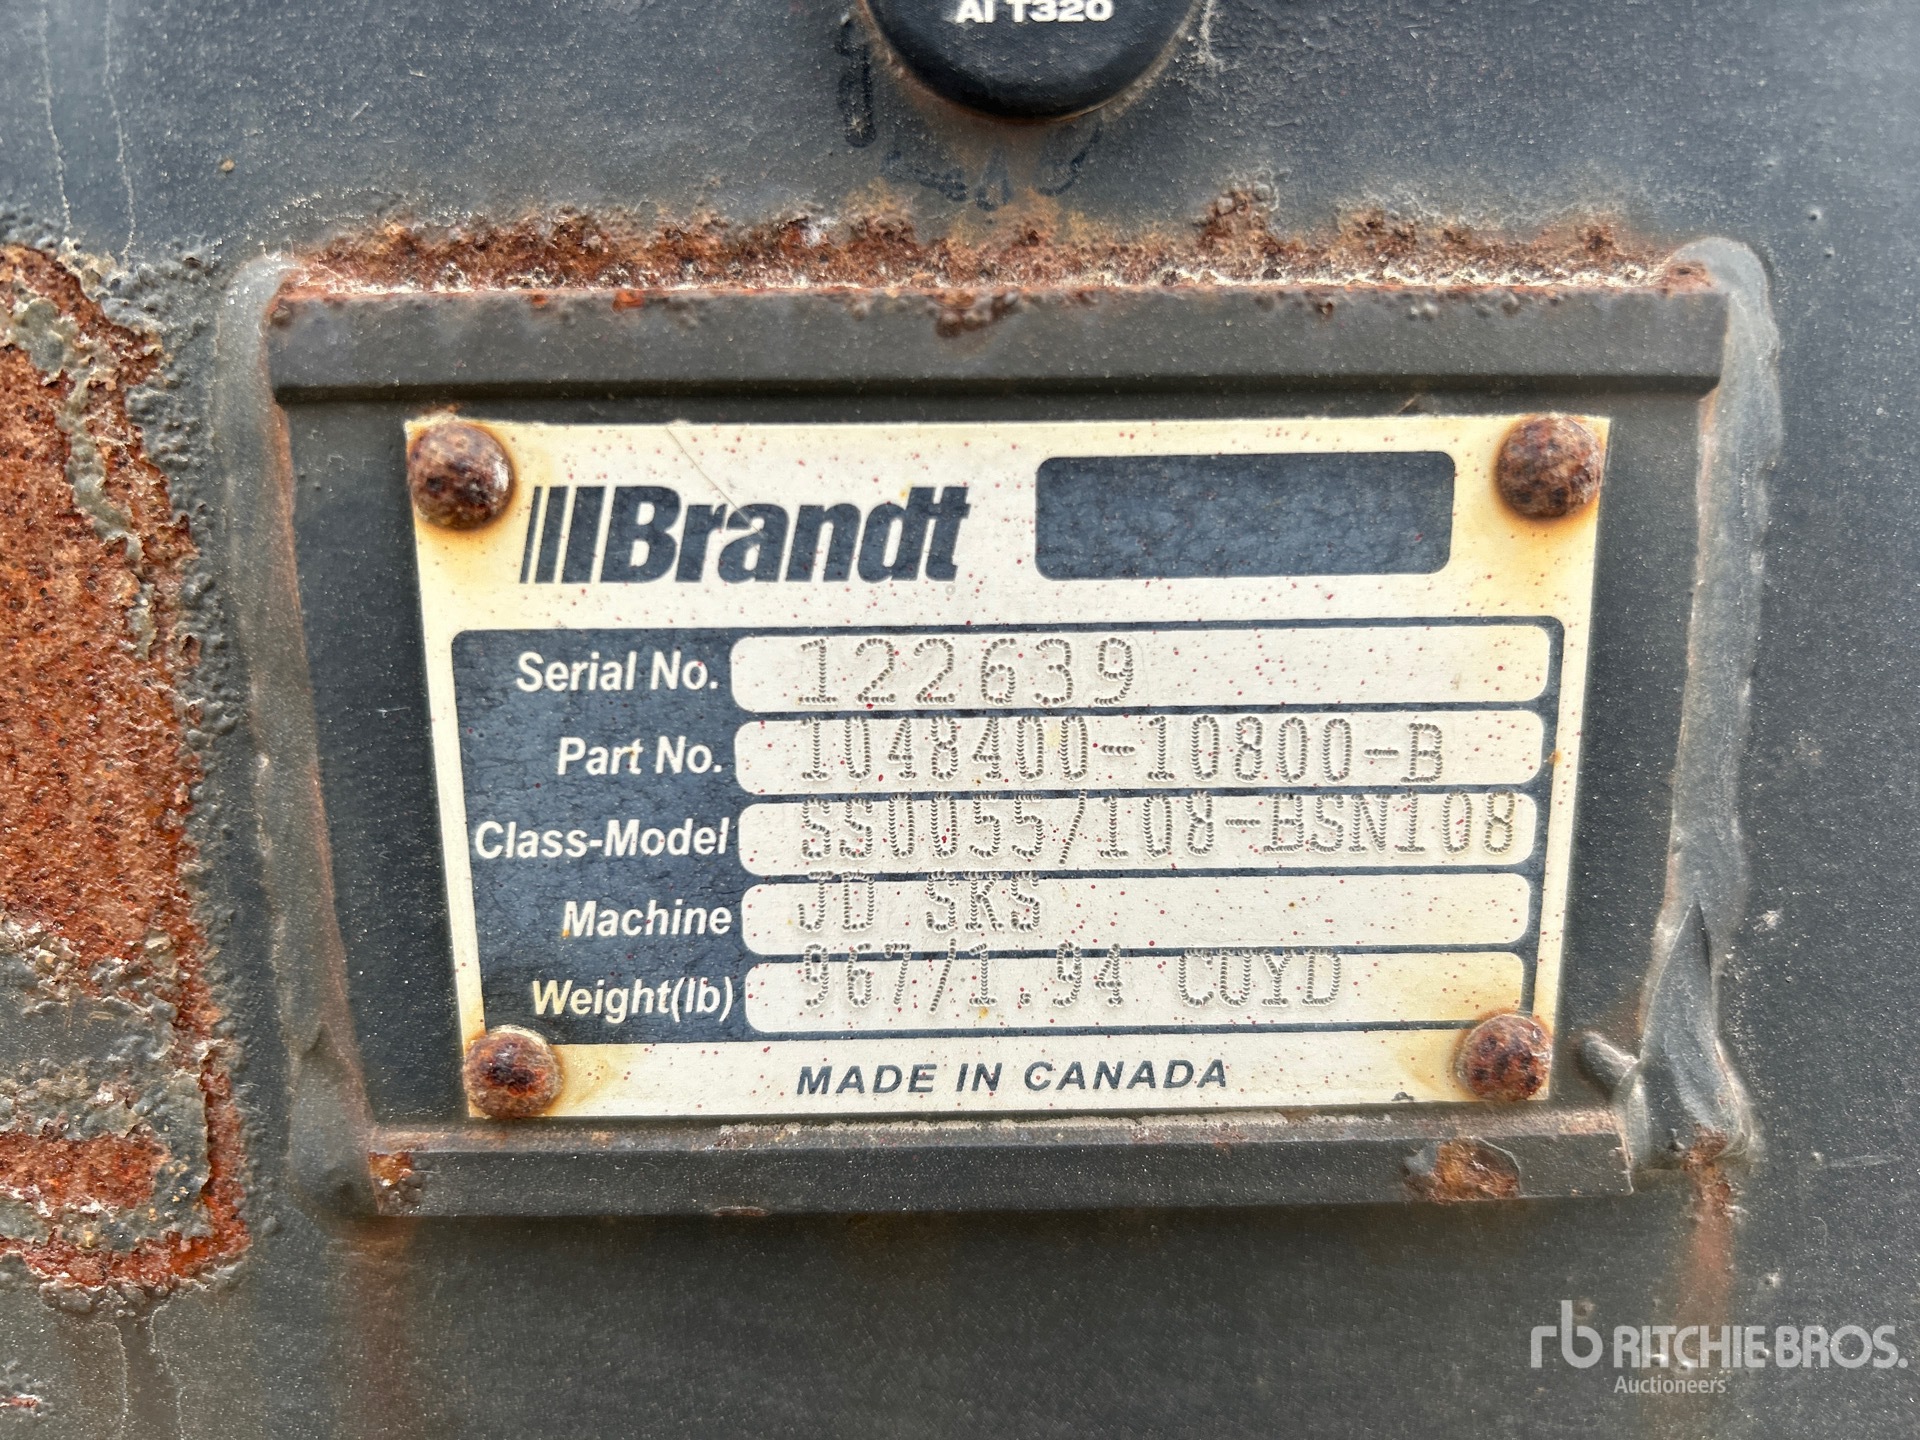 AI T320
Brandt
Serial No. 122639
Part No. 1048400-10800-B
Class-Model SS0055/108-BSN108
Machine JD SKS
Weight(lb) 967/1.94 CUYD
MADE IN CANADA
rb RITCHIE BROS.
Auctioneers